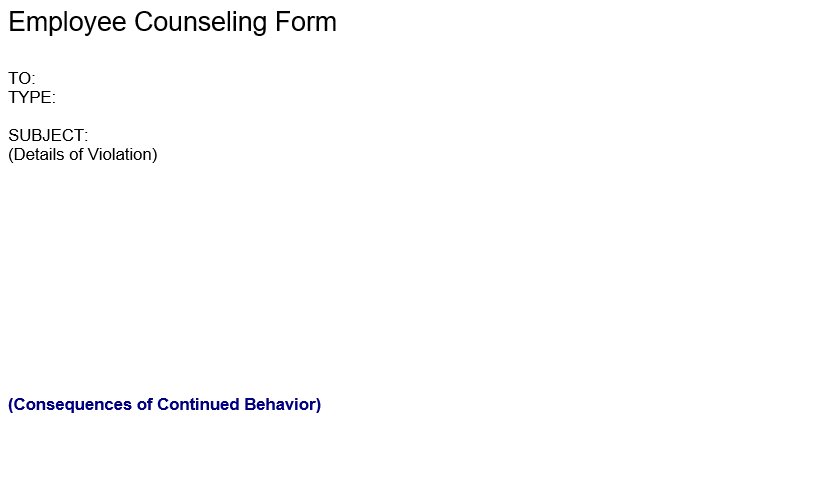 Employee Counseling Form
TO:
TYPE:
SUBJECT:
(Details of Violation)
(Consequences of Continued Behavior)